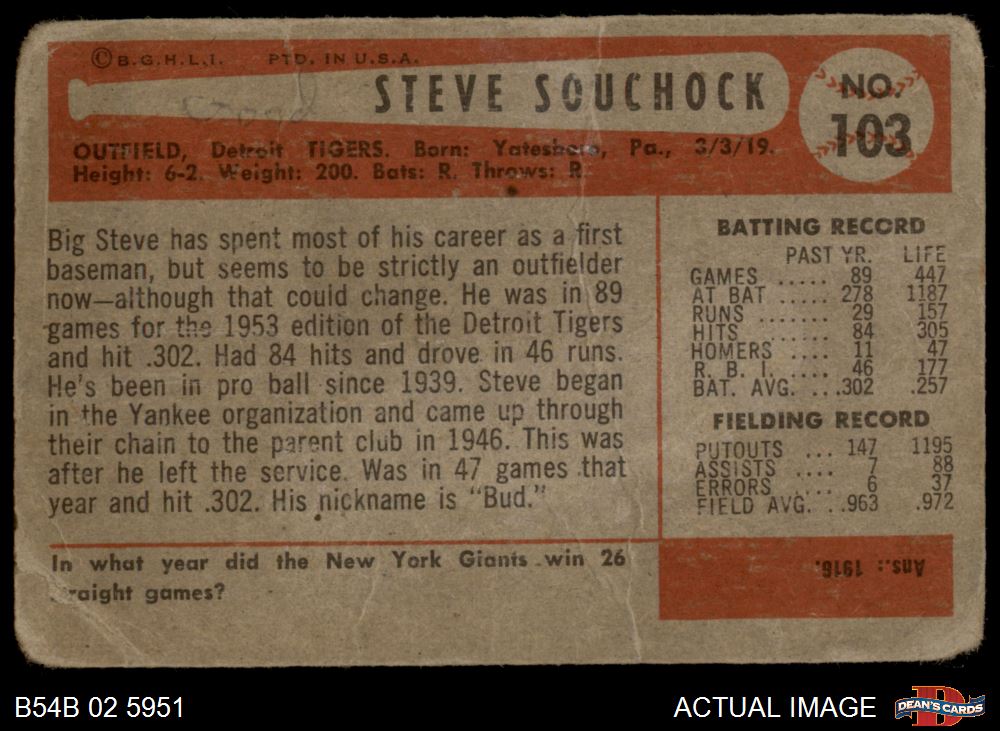 ©B.G.H.L.I. PTD. IN U.S.A.
STEVE SOUCHOCK
NO.
103
OUTFIELD, Detroit TIGERS. Born: Yatesboro, Pa., 3/3/19.
Height: 6-2. Weight: 200. Bats: R. Throws: R.
Big Steve has spent most of his career as a first
baseman, but seems to be strictly an outfielder
now—although that could change. He was in 89
games for the 1953 edition of the Detroit Tigers
and hit .302. Had 84 hits and drove in 46 runs.
He's been in pro ball since 1939. Steve began
in the Yankee organization and came up through
their chain to the parent club in 1946. This was
after he left the service. Was in 47 games that
year and hit .302. His nickname is "Bud."
BATTING RECORD
PAST YR. LIFE
GAMES ..... 89 447
AT BAT ..... 278 1187
RUNS ....... 29 157
HITS ....... 84 305
HOMERS .... 11 47
R. B. I. .... 46 177
BAT. AVG. ...302 .257
FIELDING RECORD
PUTOUTS ... 147 1195
ASSISTS .... 7 88
ERRORS .... 6 37
FIELD AVG. ..963 .972
In what year did the New York Giants win 26
raight games?
Ans.: 1916.
B54B 02 5951
ACTUAL IMAGE
DEAN'S CARDS